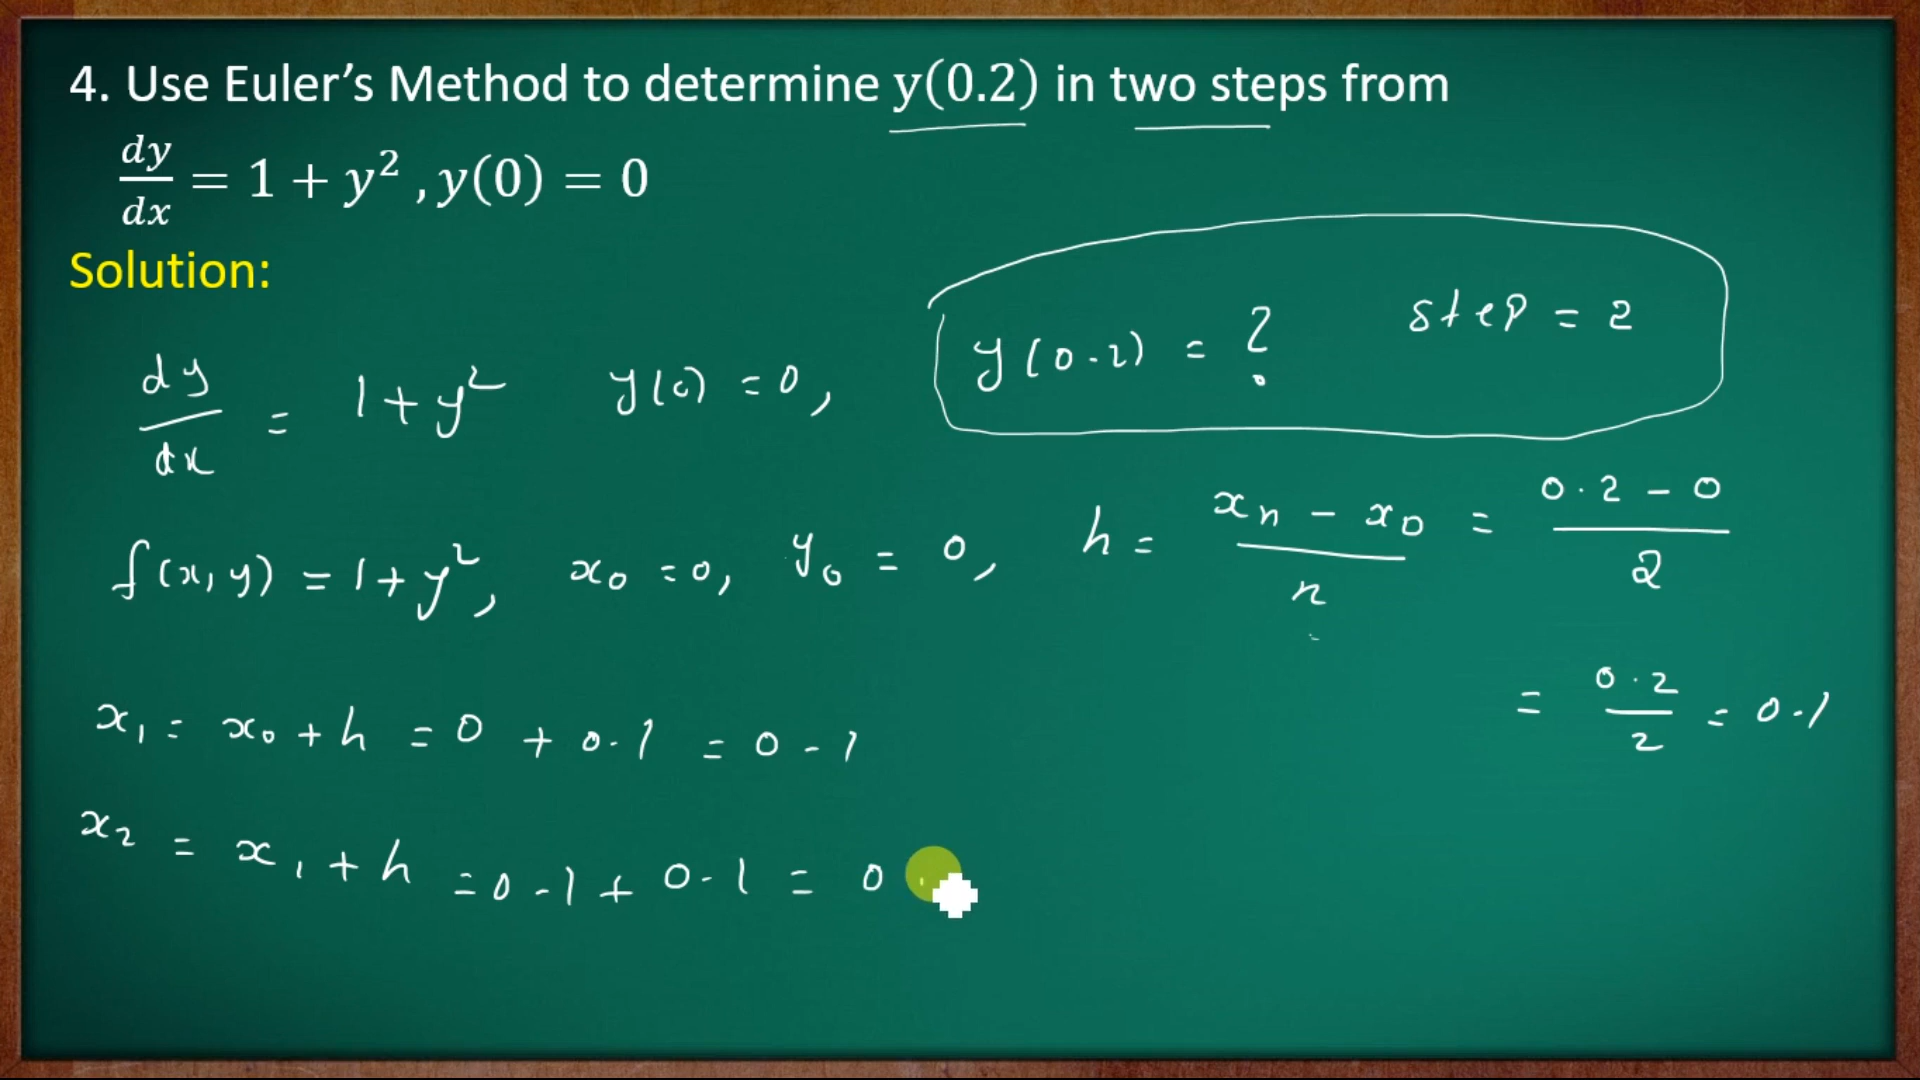 4. Use Euler’s Method to determine y(0.2) in two steps from
dy/dx = 1 + y² , y(0) = 0
Solution:
y(0.2) = ? step = 2
dy/dx = 1 + y² y(0) = 0,
f(x, y) = 1 + y², x₀ = 0, y₀ = 0, h = (xₙ − x₀)/n = (0.2 − 0)/2
= 0.2/2 = 0.1
x₁ = x₀ + h = 0 + 0.1 = 0.1
x₂ = x₁ + h = 0.1 + 0.1 = 0.